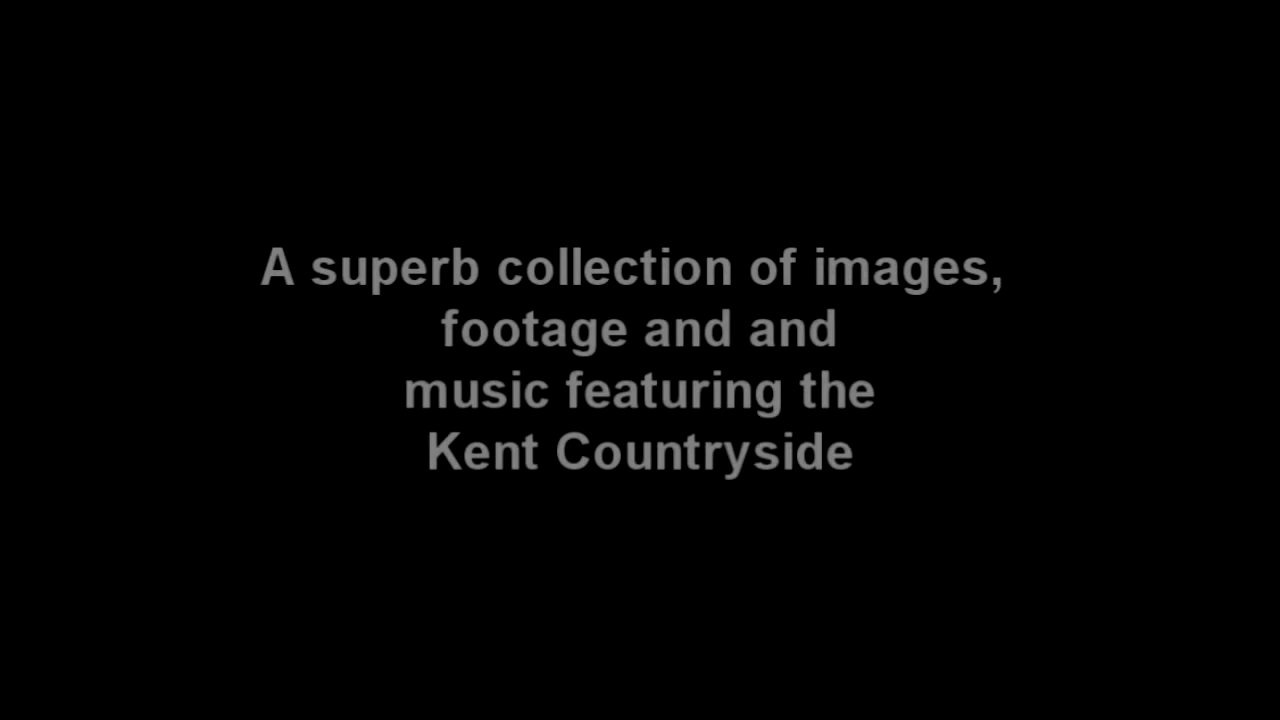 A superb collection of images,
footage and and
music featuring the
Kent Countryside